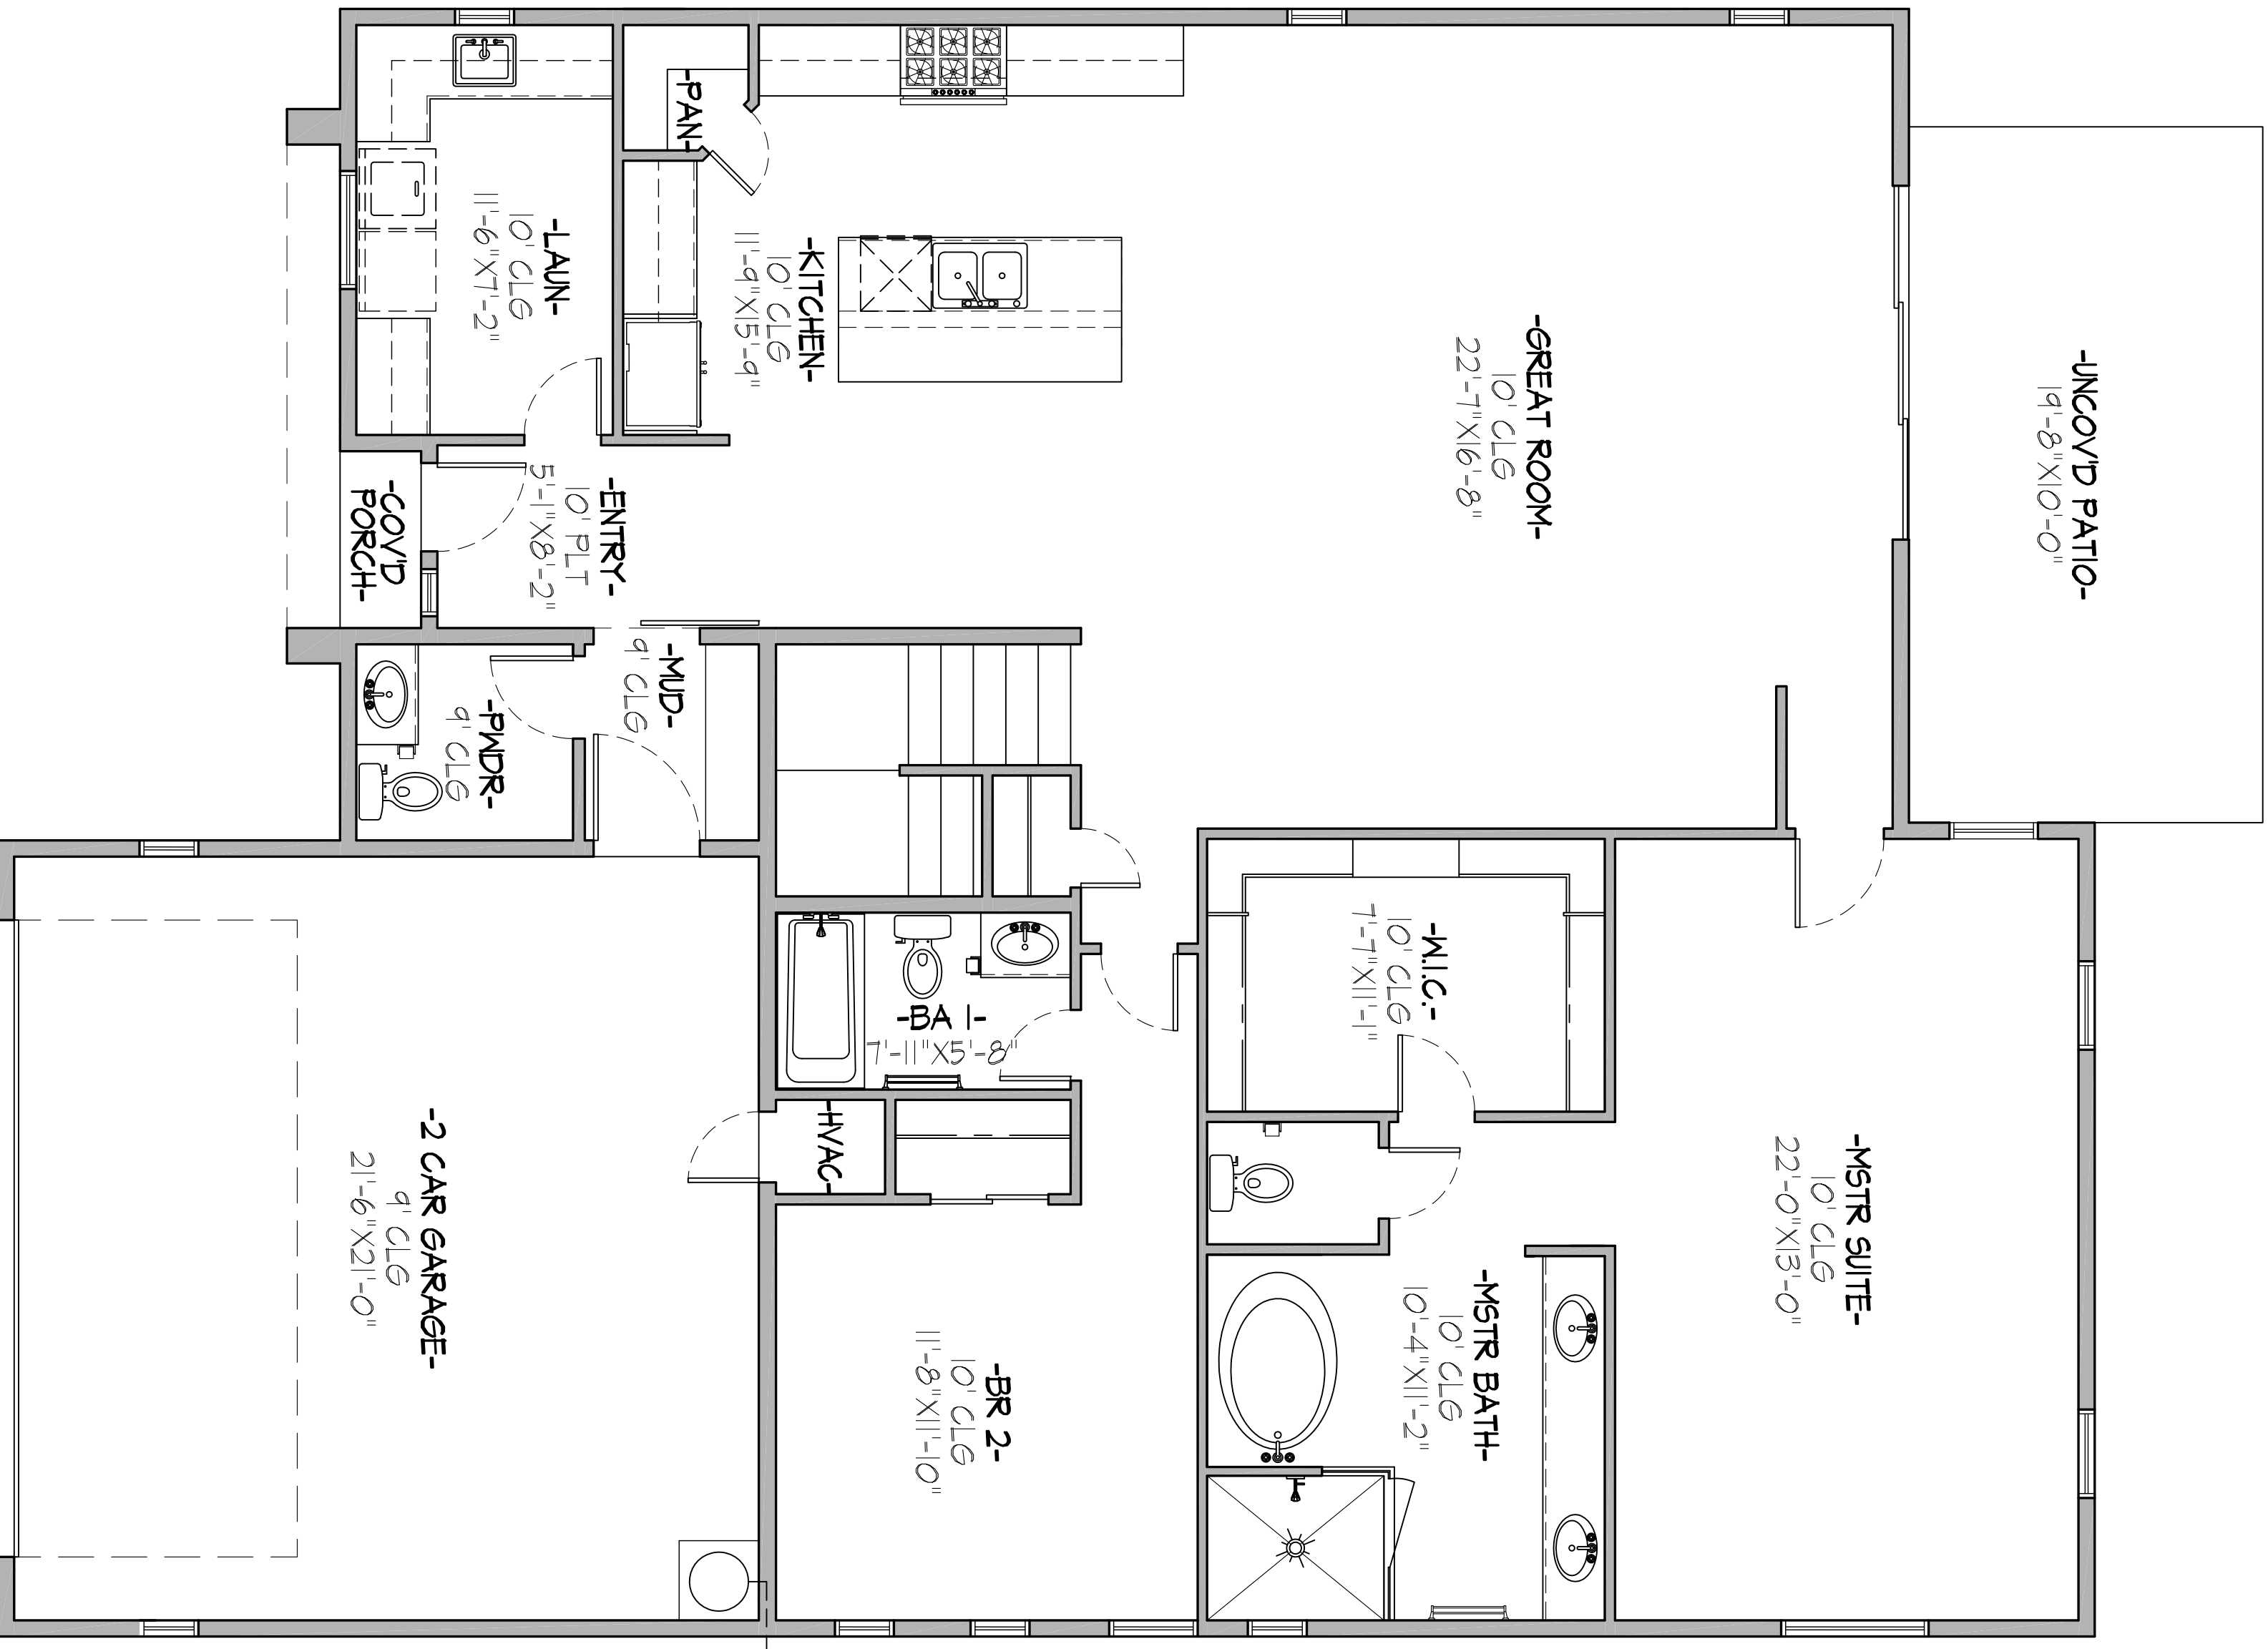 -UNCOV'D PATIO-
19'-8"X10'-0"
-GREAT ROOM-
10' CLG
22'-7"X16'-8"
-KITCHEN-
10' CLG
11'-9"X15'-9"
-PAN-
-LAUN-
10' CLG
11'-6"X7'-2"
-ENTRY-
10' PLT
5'-1"X8'-2"
-COV'D
PORCH-
-MUD-
9' CLG
-PWDR-
9' CLG
-W.I.C.-
10' CLG
7'-7"X11'-1"
-BA 1-
7'-11"X5'-8"
-HVAC-
-MSTR SUITE-
10' CLG
22'-0"X13'-0"
-MSTR BATH-
10' CLG
10'-4"X11'-2"
-BR 2-
10' CLG
11'-8"X11'-10"
-2 CAR GARAGE-
9' CLG
21'-6"X21'-0"